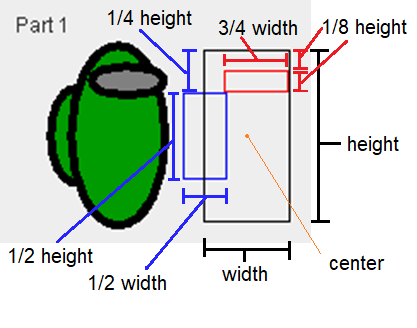 Part 1
1/4 height
3/4 width
1/8 height
height
1/2 height
1/2 width
width
center